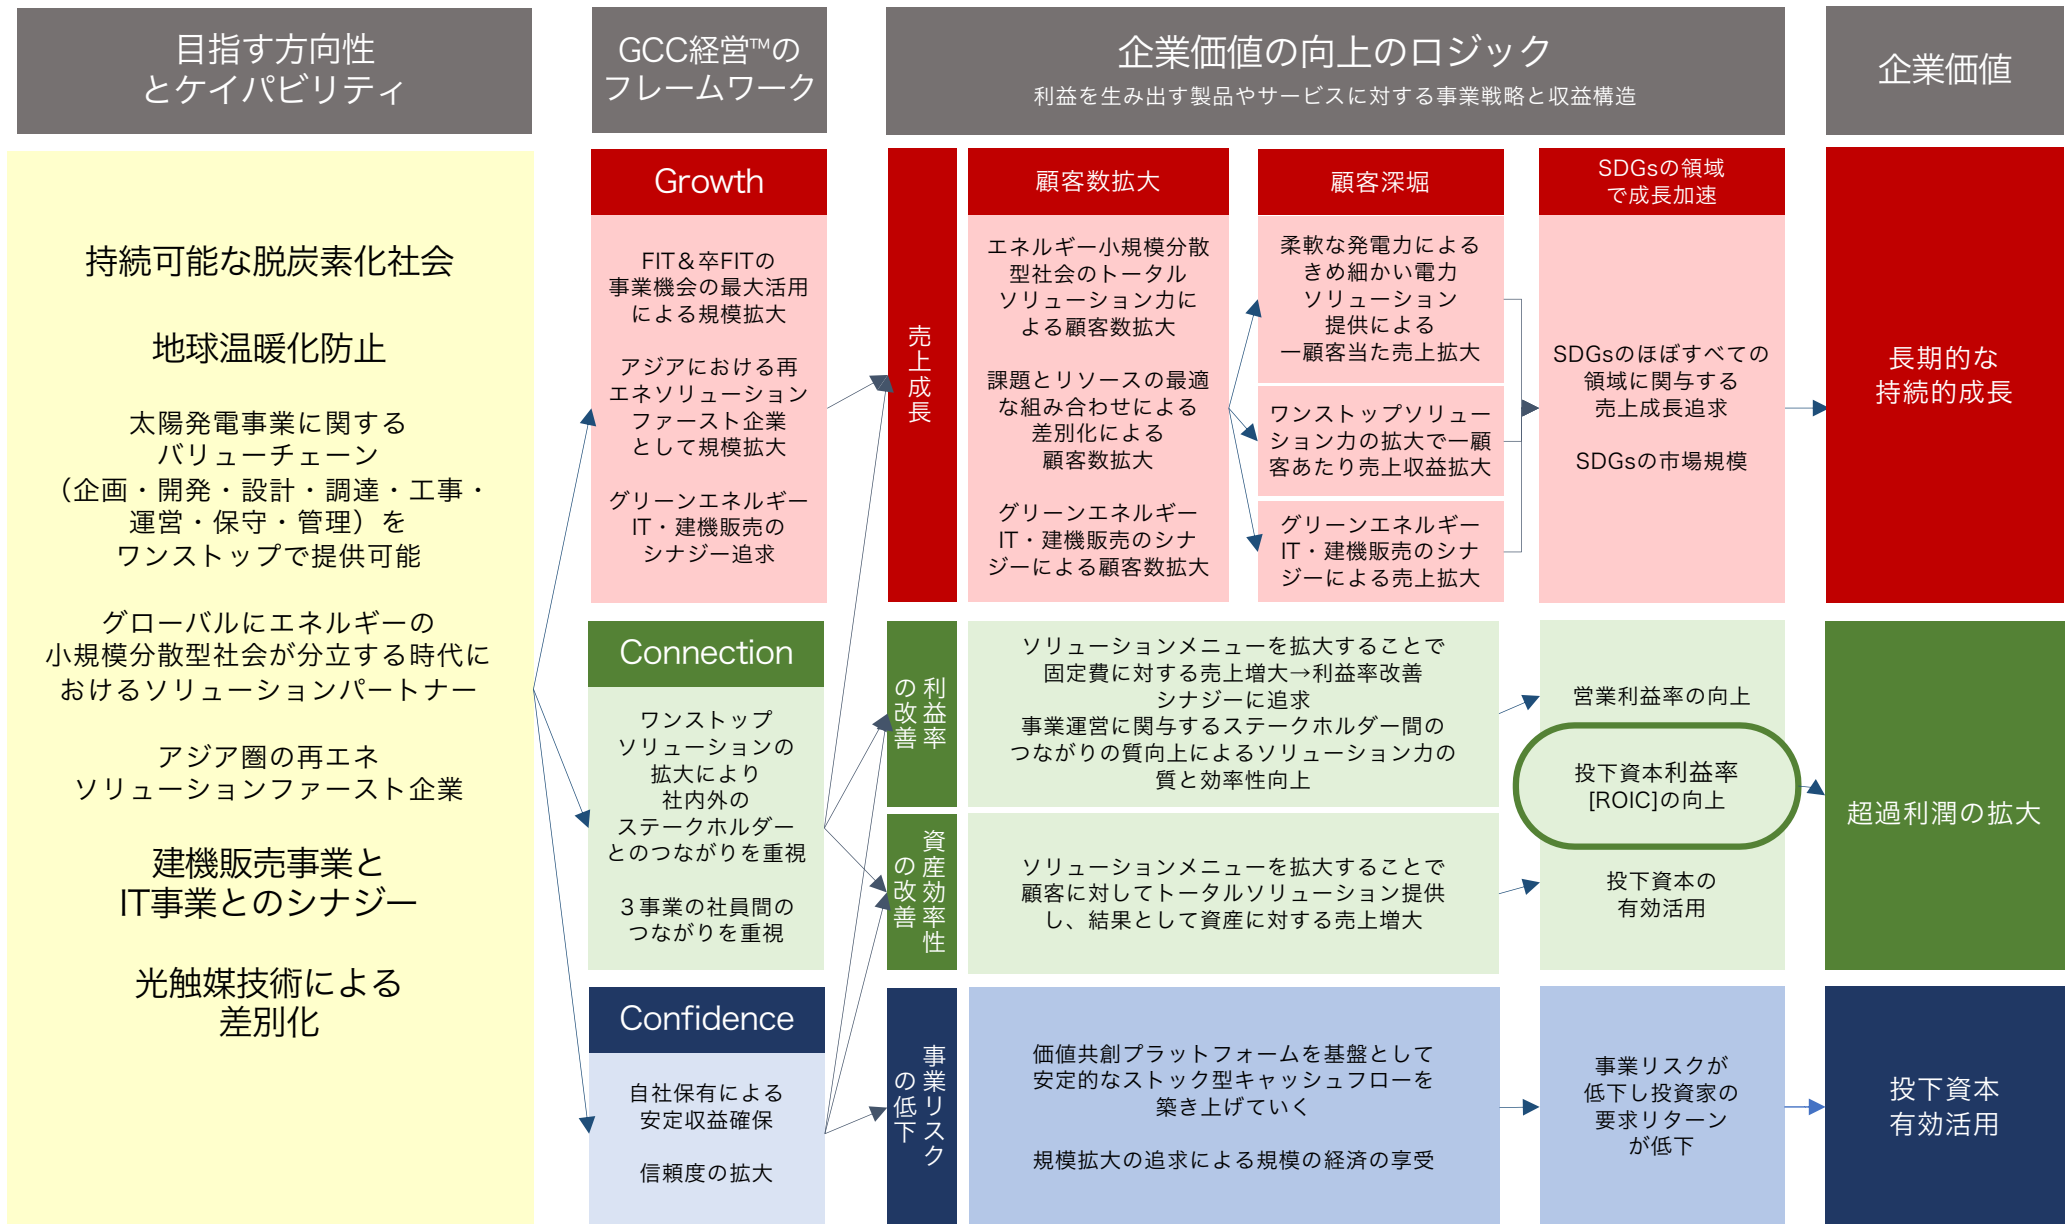 目指す方向性
とケイパビリティ
GCC経営™の
フレームワーク
企業価値の向上のロジック
利益を生み出す製品やサービスに対する事業戦略と収益構造
企業価値
持続可能な脱炭素化社会
地球温暖化防止
太陽発電事業に関する
バリューチェーン
（企画・開発・設計・調達・工事・
運営・保守・管理）を
ワンストップで提供可能
グローバルにエネルギーの
小規模分散型社会が分立する時代に
おけるソリューションパートナー
アジア圏の再エネ
ソリューションファースト企業
建機販売事業と
IT事業とのシナジー
光触媒技術による
差別化
Growth
FIT＆卒FITの
事業機会の最大活用
による規模拡大
アジアにおける再
エネソリューション
ファースト企業
として規模拡大
グリーンエネルギー
IT・建機販売の
シナジー追求
売上成長
顧客数拡大
エネルギー小規模分散
型社会のトータル
ソリューション力に
よる顧客数拡大
課題とリソースの最適
な組み合わせによる
差別化による
顧客数拡大
グリーンエネルギー
IT・建機販売のシナ
ジーによる顧客数拡大
顧客深堀
柔軟な発電力による
きめ細かい電力
ソリューション
提供による
一顧客当た売上拡大
ワンストップソリュー
ション力の拡大で一顧
客あたり売上収益拡大
グリーンエネルギー
IT・建機販売のシナ
ジーによる売上拡大
SDGsの領域
で成長加速
SDGsのほぼすべての
領域に関与する
売上成長追求
SDGsの市場規模
長期的な
持続的成長
Connection
ワンストップ
ソリューションの
拡大により
社内外の
ステークホルダー
とのつながりを重視
３事業の社員間の
つながりを重視
利益率
の改善
ソリューションメニューを拡大することで
固定費に対する売上増大→利益率改善
シナジーに追求
事業運営に関与するステークホルダー間の
つながりの質向上によるソリューション力の
質と効率性向上
資産効率性
の改善
ソリューションメニューを拡大することで
顧客に対してトータルソリューション提供
し、結果として資産に対する売上増大
営業利益率の向上
投下資本利益率
[ROIC]の向上
投下資本の
有効活用
超過利潤の拡大
Confidence
自社保有による
安定収益確保
信頼度の拡大
事業リスク
の低下
価値共創プラットフォームを基盤として
安定的なストック型キャッシュフローを
築き上げていく
規模拡大の追求による規模の経済の享受
事業リスクが
低下し投資家の
要求リターン
が低下
投下資本
有効活用